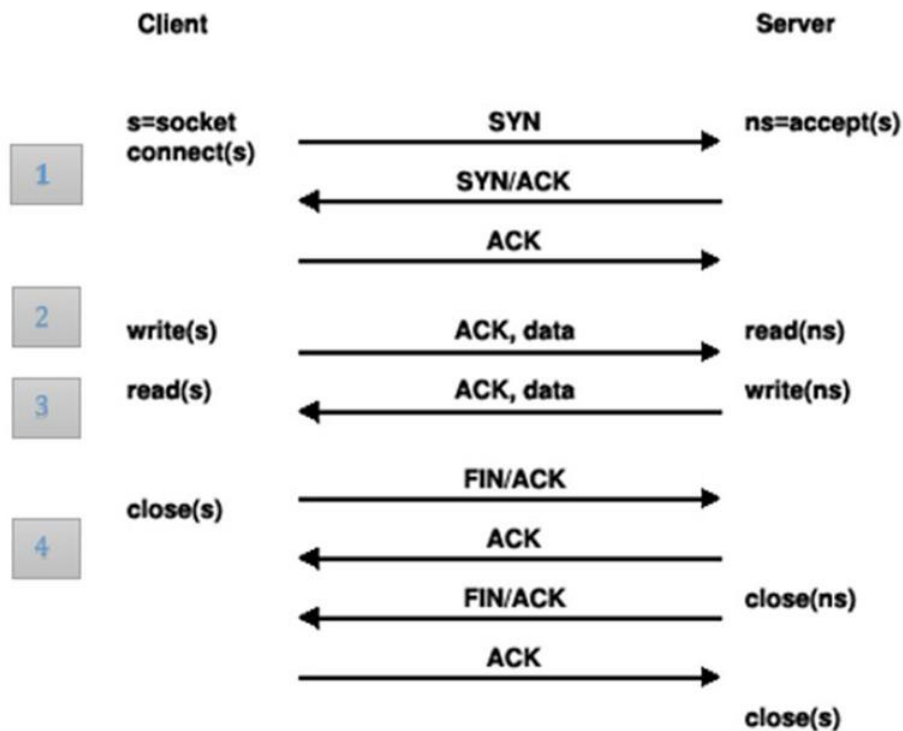 Client Server
s=socket SYN ns=accept(s)
connect(s)
1 SYN/ACK
ACK
2
write(s) ACK, data read(ns)
read(s) ACK, data write(ns)
3
FIN/ACK
close(s)
4 ACK
FIN/ACK close(ns)
ACK
close(s)